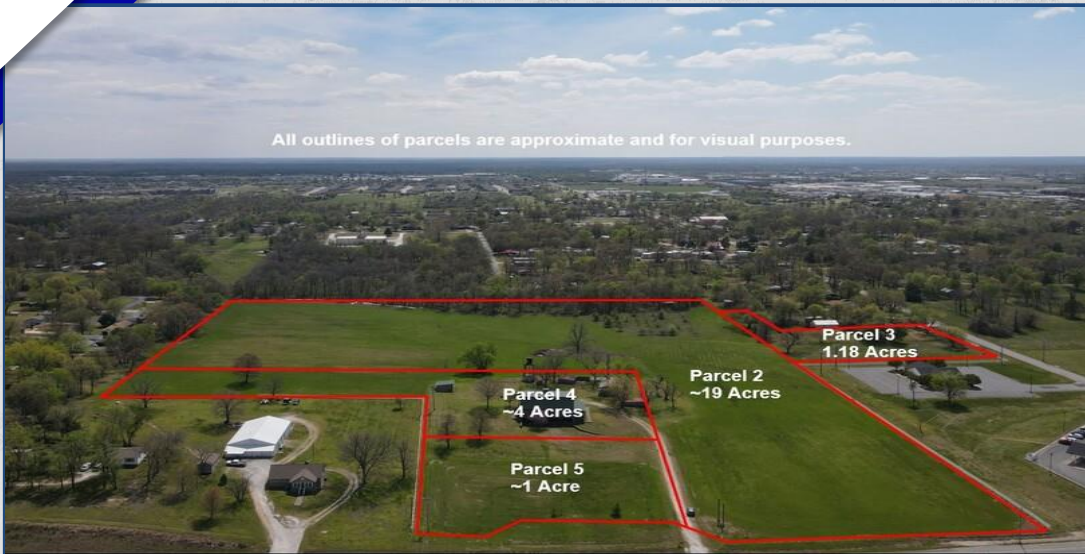 All outlines of parcels are approximate and for visual purposes.
Parcel 3
1.18 Acres
Parcel 2
~19 Acres
Parcel 4
~4 Acres
Parcel 5
~1 Acre